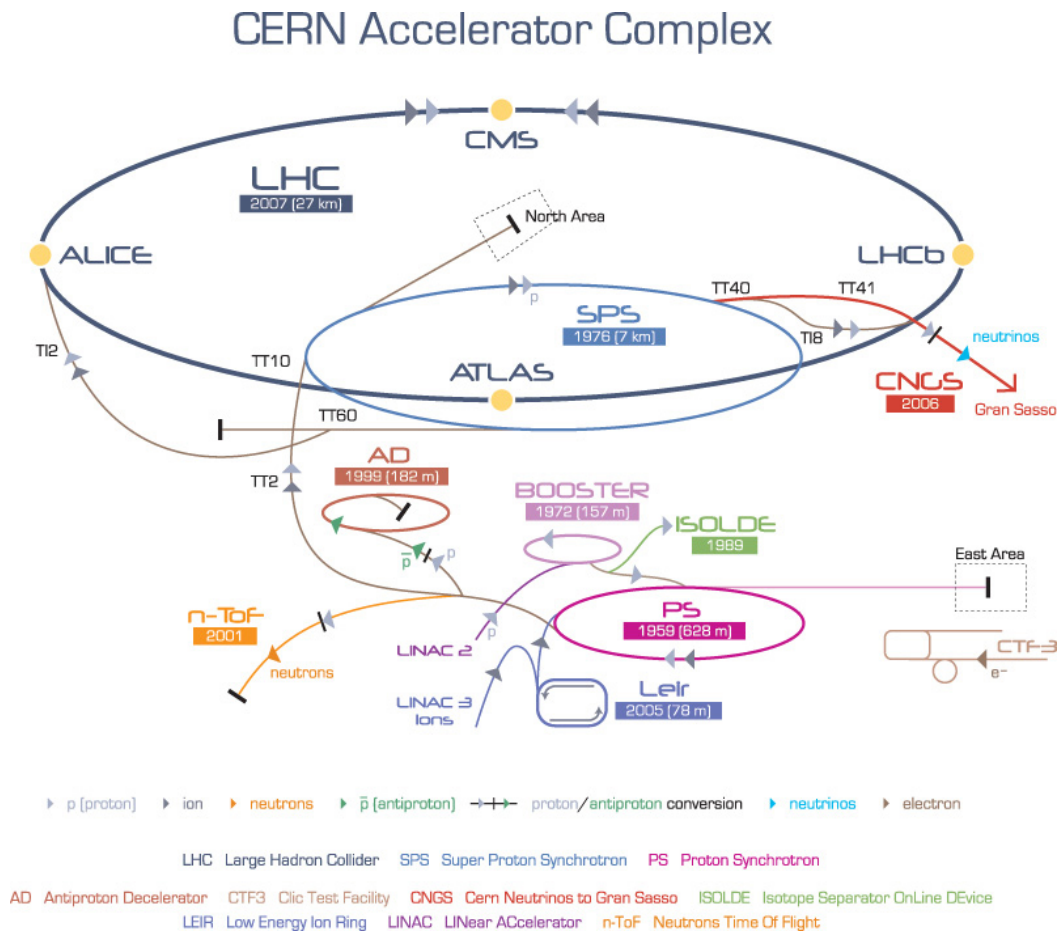 CERN Accelerator Complex
CMS
LHC
2007 (27 km)
North Area
ALICE
LHCb
TT40
TT41
p
SPS
1976 (7 km)
TI8
neutrinos
TI2
TT10
ATLAS
CNGS
2006
Gran Sasso
TT60
AD
1999 (182 m)
TT2
BOOSTER
1972 (157 m)
ISOLDE
1989
p̅
p
East Area
n-ToF
2001
p
LINAC 2
PS
1959 (628 m)
CTF-3
e⁻
neutrons
LINAC 3
Ions
LeIr
2005 (78 m)
p (proton) ion neutrons p̅ (antiproton) proton/antiproton conversion neutrinos electron
LHC Large Hadron Collider SPS Super Proton Synchrotron PS Proton Synchrotron
AD Antiproton Decelerator CTF3 Clic Test Facility CNGS Cern Neutrinos to Gran Sasso ISOLDE Isotope Separator OnLine DEvice
LEIR Low Energy Ion Ring LINAC LINear ACcelerator n-ToF Neutrons Time Of Flight